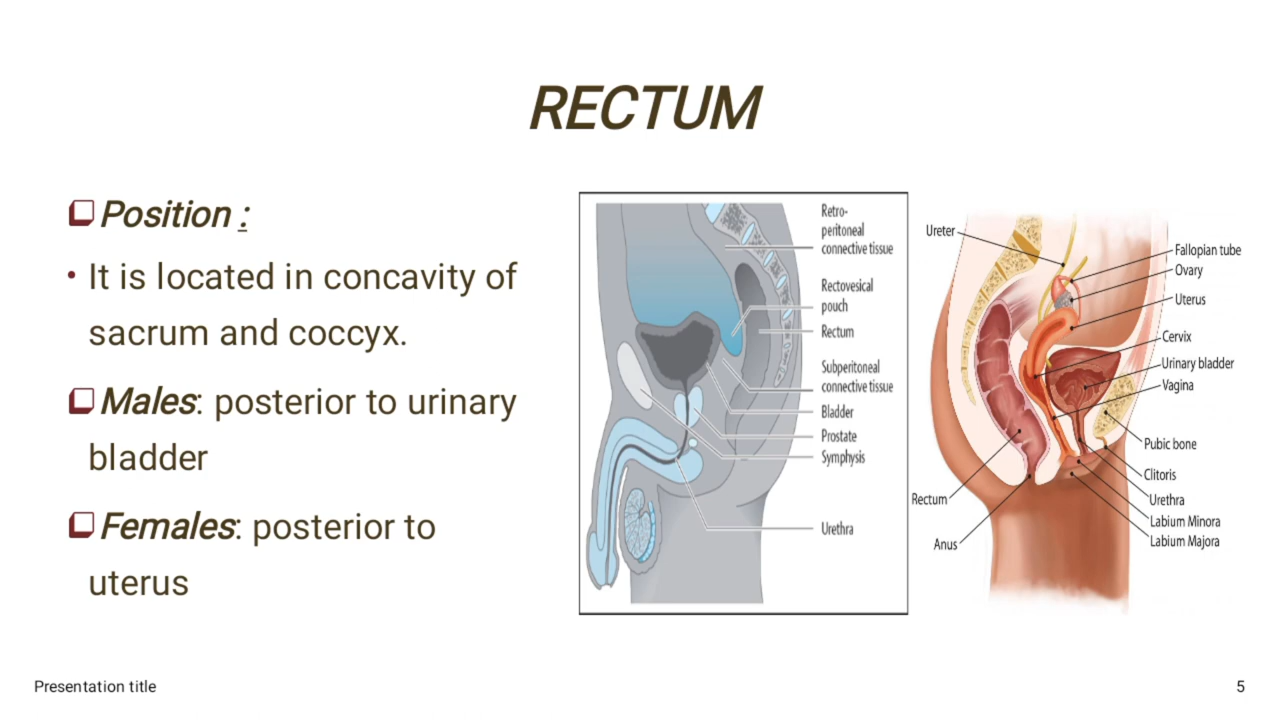 RECTUM
Position :
• It is located in concavity of
sacrum and coccyx.
Males: posterior to urinary
bladder
Females: posterior to
uterus
Retro-
peritoneal
connective tissue
Rectovesical
pouch
Rectum
Subperitoneal
connective tissue
Bladder
Prostate
Symphysis
Urethra
Ureter
Fallopian tube
Ovary
Uterus
Cervix
Urinary bladder
Vagina
Pubic bone
Clitoris
Urethra
Labium Minora
Labium Majora
Rectum
Anus
Presentation title
5